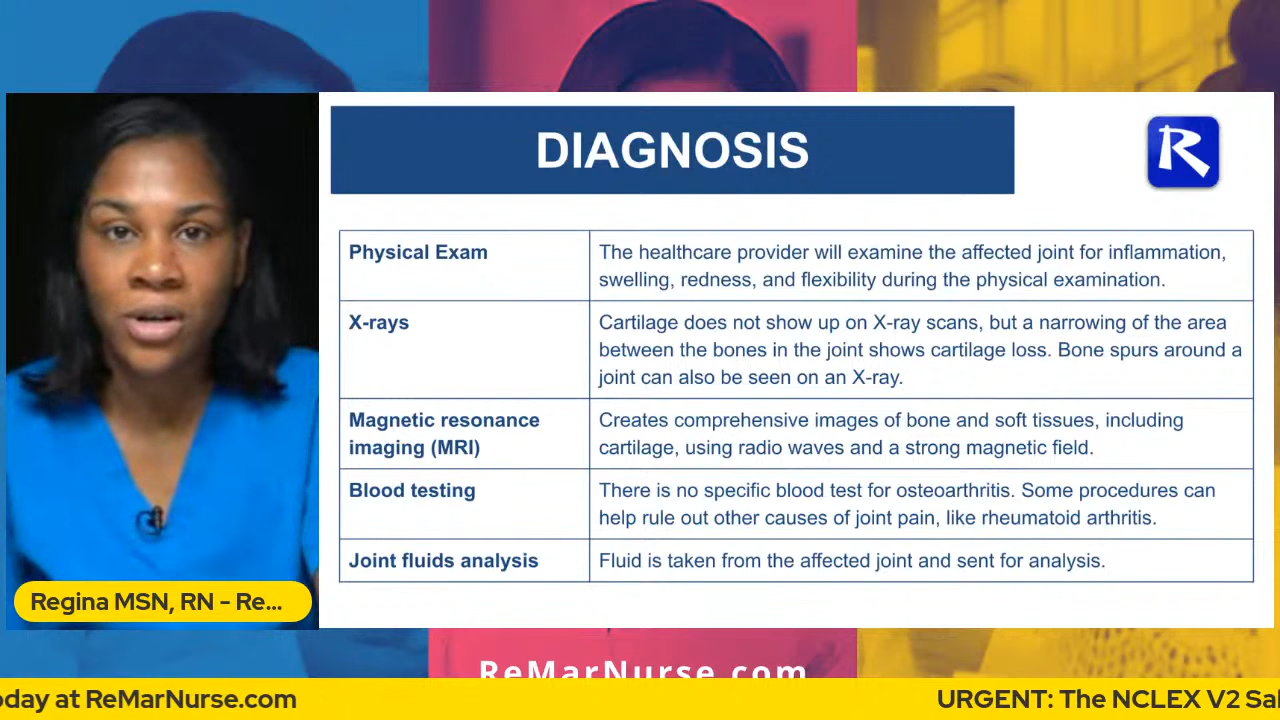 DIAGNOSIS
R
Physical Exam
The healthcare provider will examine the affected joint for inflammation,
swelling, redness, and flexibility during the physical examination.
X-rays
Cartilage does not show up on X-ray scans, but a narrowing of the area
between the bones in the joint shows cartilage loss. Bone spurs around a
joint can also be seen on an X-ray.
Magnetic resonance
imaging (MRI)
Creates comprehensive images of bone and soft tissues, including
cartilage, using radio waves and a strong magnetic field.
Blood testing
There is no specific blood test for osteoarthritis. Some procedures can
help rule out other causes of joint pain, like rheumatoid arthritis.
Joint fluids analysis
Fluid is taken from the affected joint and sent for analysis.
Regina MSN, RN - Re...
ReMarNurse.com
oday at ReMarNurse.com
URGENT: The NCLEX V2 Sal